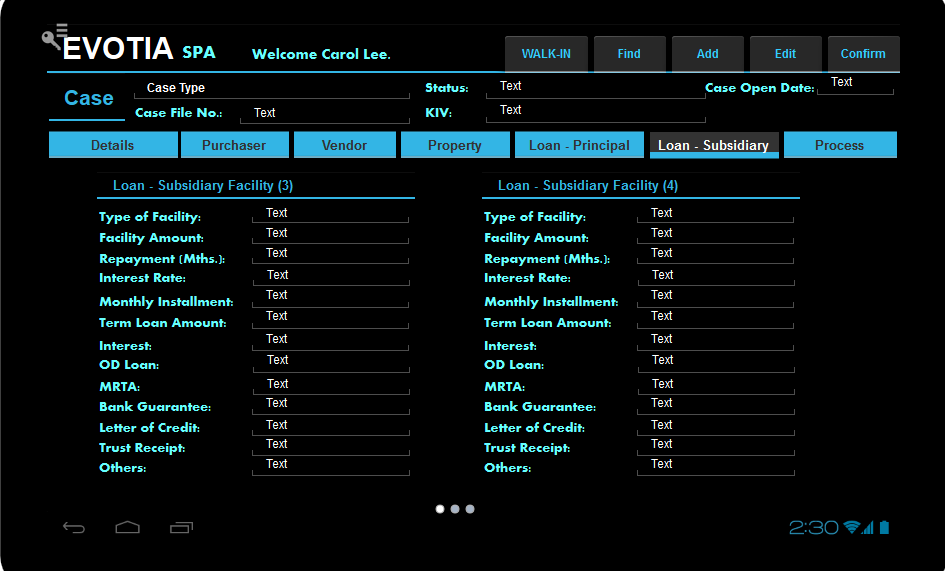 EVOTIA SPA Welcome Carol Lee. WALK-IN Find Add Edit Confirm
Case Case Type Status: Text Case Open Date: Text
Case File No.: Text KIV: Text
Details Purchaser Vendor Property Loan - Principal Loan - Subsidiary Process
Loan - Subsidiary Facility (3) Loan - Subsidiary Facility (4)
Type of Facility: Text Type of Facility: Text
Facility Amount: Text Facility Amount: Text
Repayment (Mths.): Text Repayment (Mths.): Text
Interest Rate: Text Interest Rate: Text
Monthly Installment: Text Monthly Installment: Text
Term Loan Amount: Text Term Loan Amount: Text
Interest: Text Interest: Text
OD Loan: Text OD Loan: Text
MRTA: Text MRTA: Text
Bank Guarantee: Text Bank Guarantee: Text
Letter of Credit: Text Letter of Credit: Text
Trust Receipt: Text Trust Receipt: Text
Others: Text Others: Text
2:30